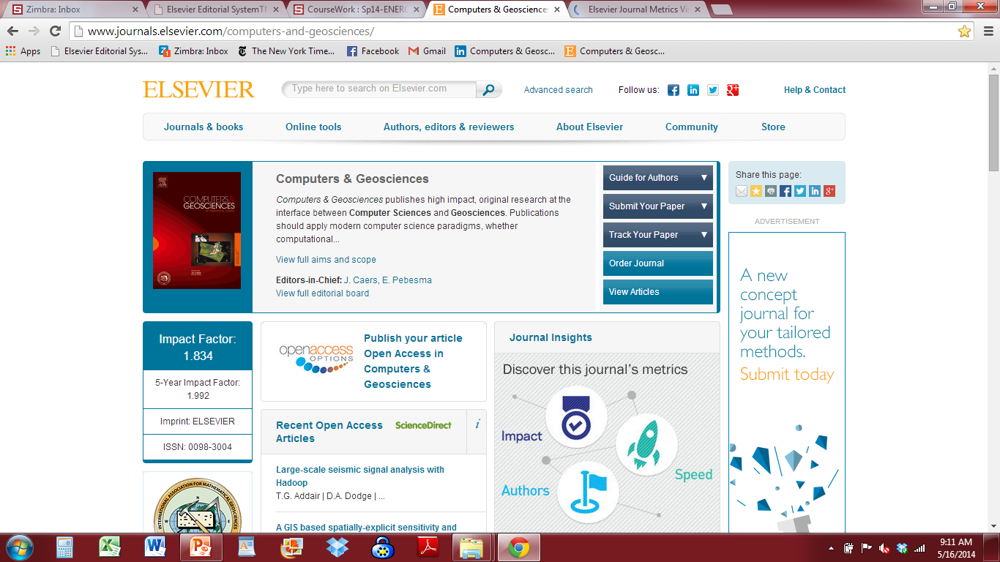 Zimbra: Inbox
Elsevier Editorial SystemT
CourseWork : Sp14-ENERG
Computers & Geosciences
Elsevier Journal Metrics Vi
www.journals.elsevier.com/computers-and-geosciences/
Apps
Elsevier Editorial Sys...
Zimbra: Inbox
The New York Time...
Facebook
Gmail
Computers & Geosc...
Computers & Geosc...
ELSEVIER
Type here to search on Elsevier.com
Advanced search
Follow us:
Help & Contact
Journals & books
Online tools
Authors, editors & reviewers
About Elsevier
Community
Store
COMPUTERS &
GEOSCIENCES
Computers & Geosciences
Computers & Geosciences publishes high impact, original research at the
interface between Computer Sciences and Geosciences. Publications
should apply modern computer science paradigms, whether
computational...
View full aims and scope
Editors-in-Chief: J. Caers, E. Pebesma
View full editorial board
Guide for Authors
Submit Your Paper
Track Your Paper
Order Journal
View Articles
Share this page:
ADVERTISEMENT
A new
concept
journal for
your tailored
methods.
Submit today
Impact Factor:
1.834
5-Year Impact Factor:
1.992
Imprint: ELSEVIER
ISSN: 0098-3004
INTERNATIONAL ASSOCIATION FOR MATHEMATICAL GEOSCIENCES
openaccess
OPTIONS
Publish your article
Open Access in
Computers &
Geosciences
Recent Open Access
Articles
ScienceDirect
i
Large-scale seismic signal analysis with
Hadoop
T.G. Addair | D.A. Dodge | ...
A GIS based spatially-explicit sensitivity and
Journal Insights
Discover this journal's metrics
Impact
Speed
Authors
9:11 AM
5/16/2014